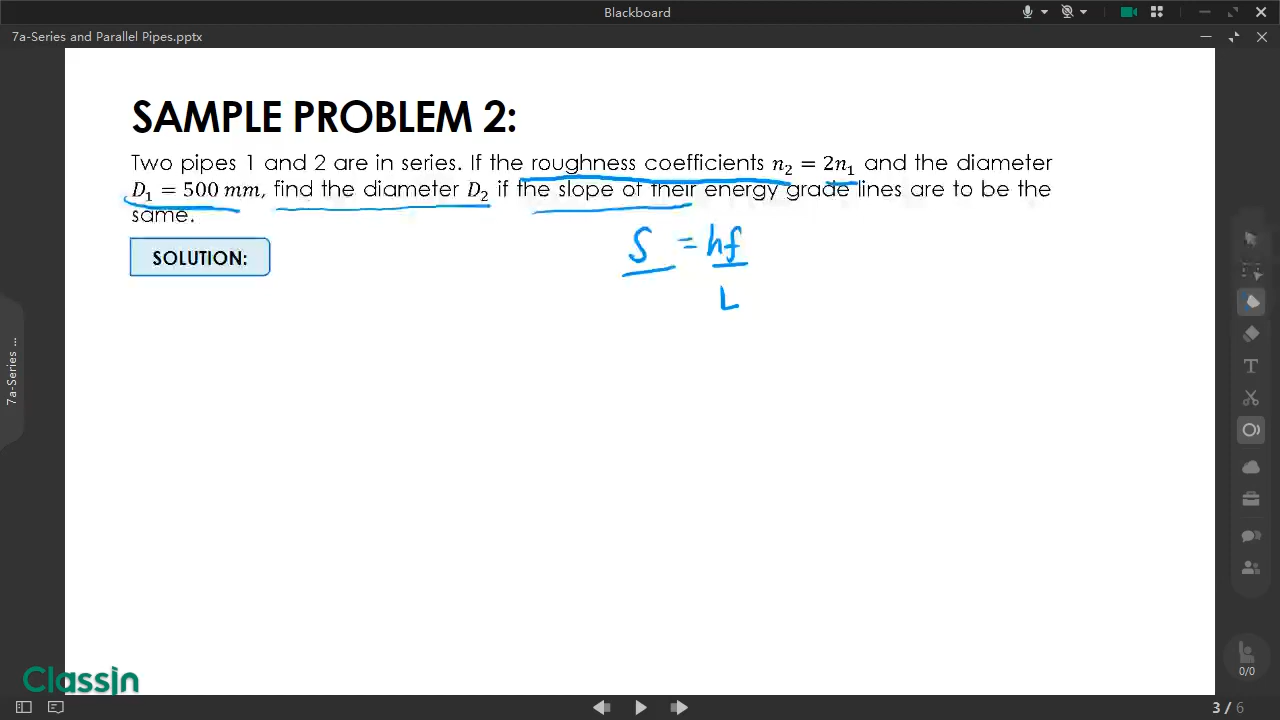 Blackboard
7a-Series and Parallel Pipes.pptx
SAMPLE PROBLEM 2:
Two pipes 1 and 2 are in series. If the roughness coefficients n₂ = 2n₁ and the diameter
D₁ = 500 mm, find the diameter D₂ if the slope of their energy grade lines are to be the
same.
SOLUTION:
S = hf
L
7a-Series ...
T
0/0
ClassIn
3 / 6